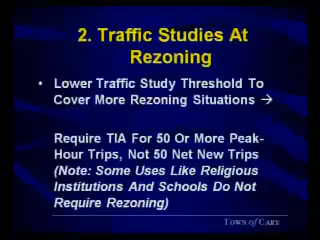 2. Traffic Studies At
Rezoning
• Lower Traffic Study Threshold To
Cover More Rezoning Situations →
Require TIA For 50 Or More Peak-
Hour Trips, Not 50 Net New Trips
(Note: Some Uses Like Religious
Institutions And Schools Do Not
Require Rezoning)
TOWN of CARY